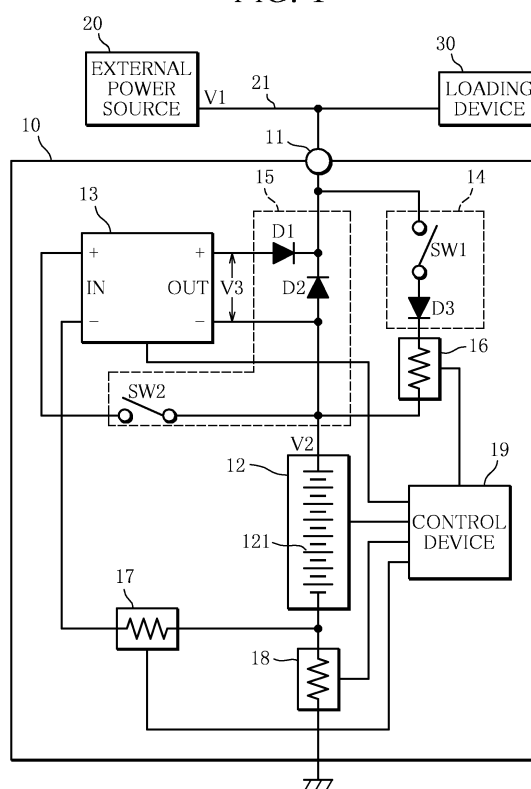 FIG. 1
20
EXTERNAL
POWER
SOURCE
V1
21
30
LOADING
DEVICE
10
11
15
14
13
D1
SW1
+
+
IN
OUT
V3
D2
D3
−
−
16
SW2
V2
12
19
CONTROL
DEVICE
121
17
18